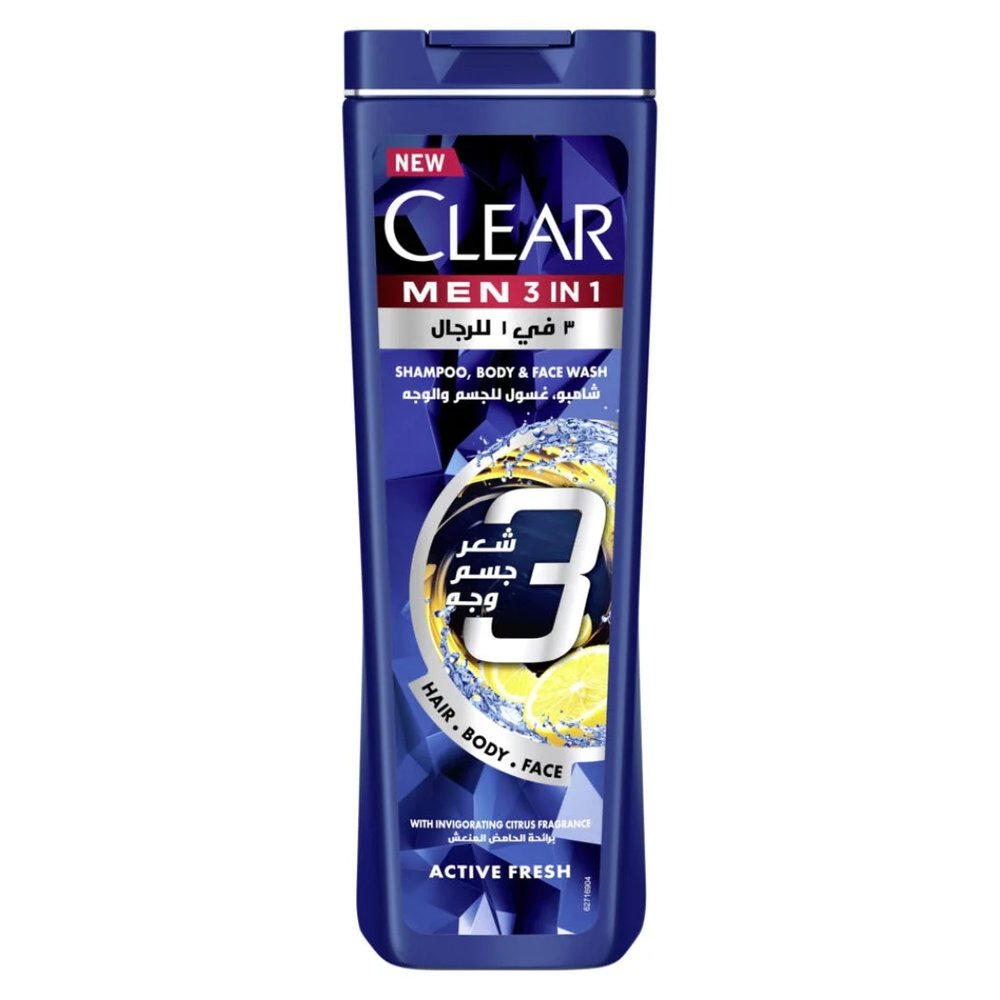 NEW
CLEAR
MEN 3 IN 1
٣ في ١ للرجال
SHAMPOO, BODY & FACE WASH
شامبو، غسول للجسم والوجه
3
شعر
جسم
وجه
HAIR . BODY . FACE
WITH INVIGORATING CITRUS FRAGRANCE
برائحة الحامض المنعش
ACTIVE FRESH
62716904